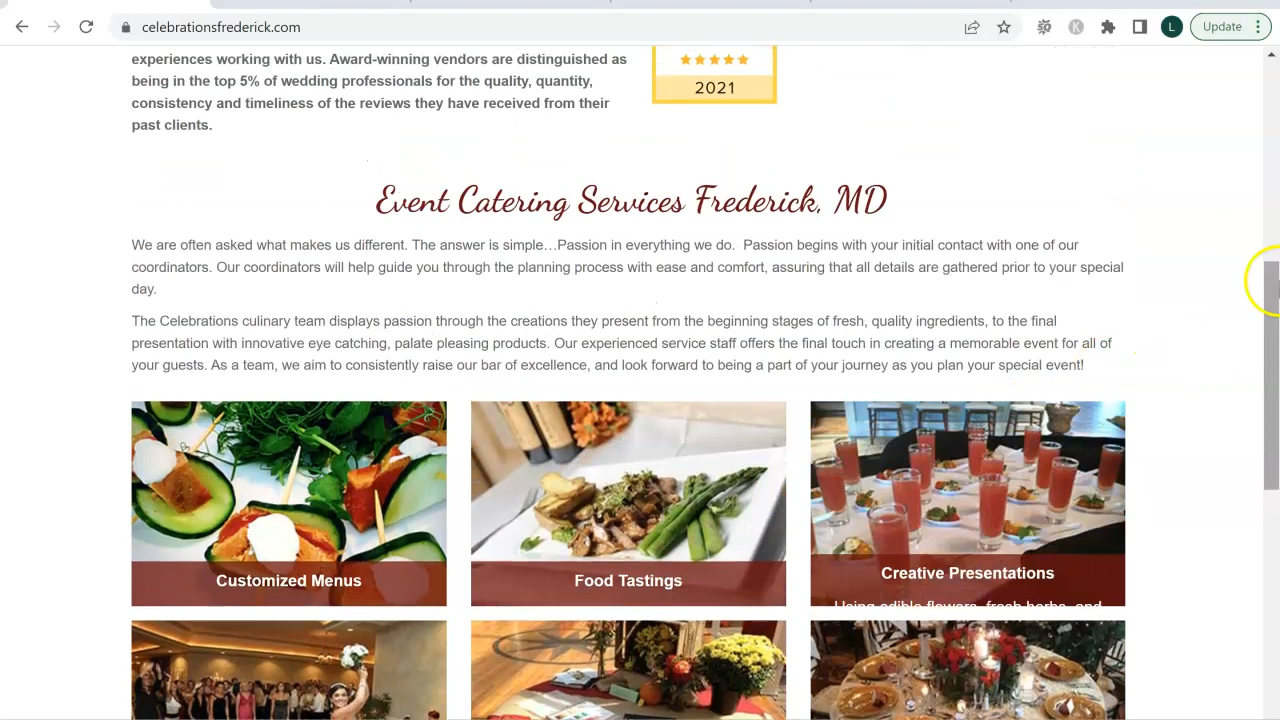 celebrationsfrederick.com
L
Update
experiences working with us. Award-winning vendors are distinguished as
being in the top 5% of wedding professionals for the quality, quantity,
consistency and timeliness of the reviews they have received from their
past clients.
2021
Event Catering Services Frederick, MD
We are often asked what makes us different. The answer is simple…Passion in everything we do.  Passion begins with your initial contact with one of our
coordinators. Our coordinators will help guide you through the planning process with ease and comfort, assuring that all details are gathered prior to your special
day.
The Celebrations culinary team displays passion through the creations they present from the beginning stages of fresh, quality ingredients, to the final
presentation with innovative eye catching, palate pleasing products. Our experienced service staff offers the final touch in creating a memorable event for all of
your guests. As a team, we aim to consistently raise our bar of excellence, and look forward to being a part of your journey as you plan your special event!
Customized Menus
Food Tastings
Creative Presentations
Using edible flowers, fresh herbs, and